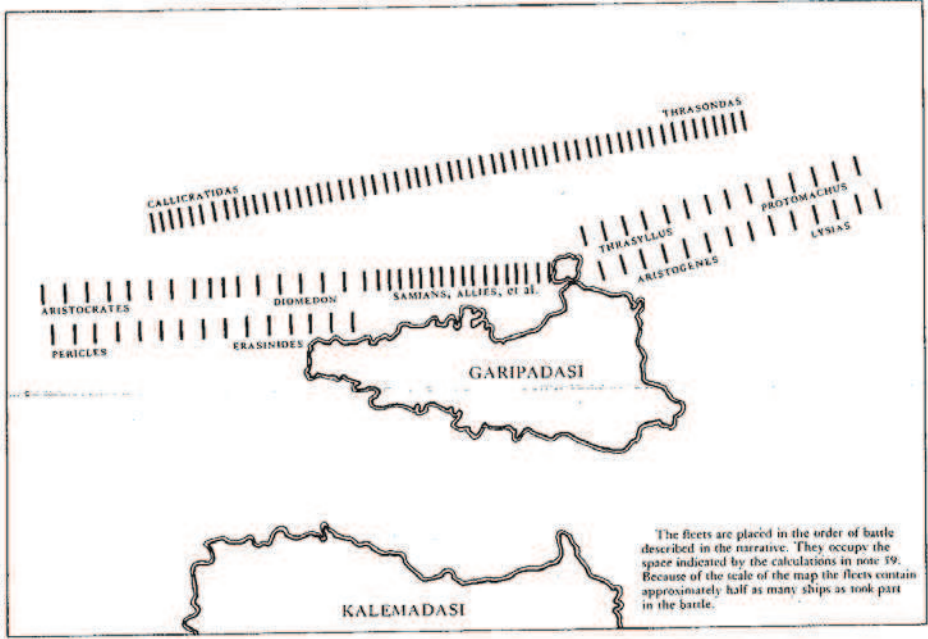 THRASONDAS
CALLICRATIDAS
PROTOMACHUS
THRASYLLUS
LYSIAS
ARISTOGENES
SAMIANS, ALLIES, et al.
DIOMEDON
ARISTOCRATES
ERASINIDES
PERICLES
GARIPADASI
The fleets are placed in the order of battle
described in the narrative. They occupy the
space indicated by the calculations in note 59.
Because of the scale of the map the fleets contain
approximately half as many ships as took part
in the battle.
KALEMADASI